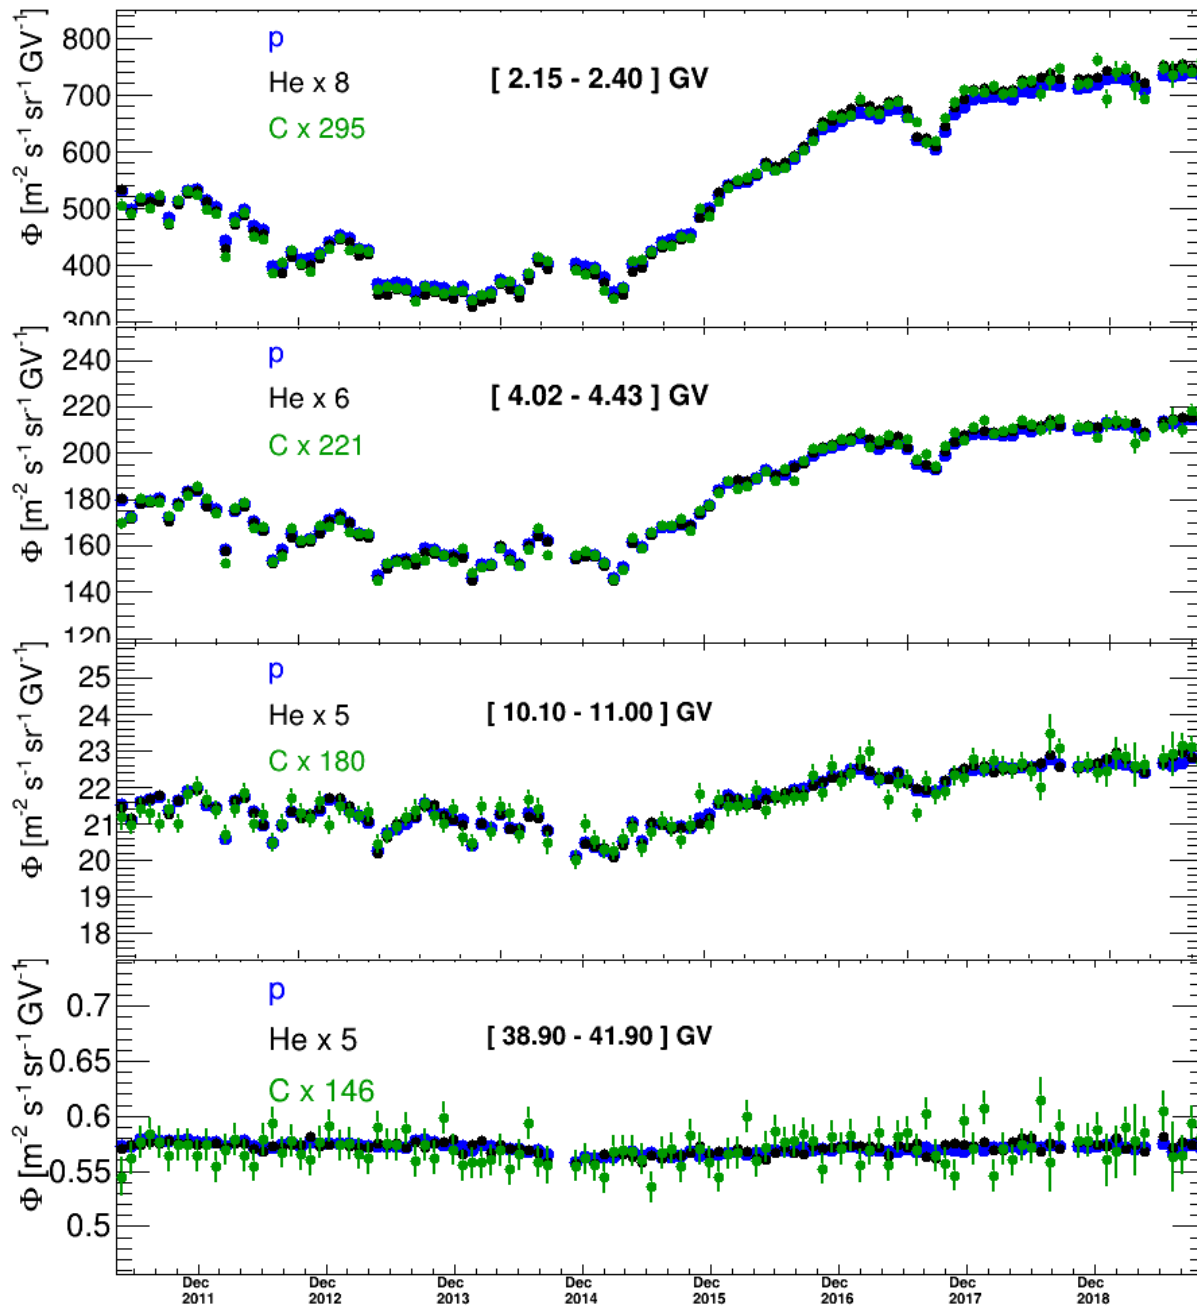 Φ [m⁻² s⁻¹ sr⁻¹ GV⁻¹]
800
700
600
500
400
300
p
He x 8
C x 295
[ 2.15 - 2.40 ] GV
Φ [m⁻² s⁻¹ sr⁻¹ GV⁻¹]
240
220
200
180
160
140
120
p
He x 6
C x 221
[ 4.02 - 4.43 ] GV
Φ [m⁻² s⁻¹ sr⁻¹ GV⁻¹]
25
24
23
22
21
20
19
18
p
He x 5
C x 180
[ 10.10 - 11.00 ] GV
Φ [m⁻² s⁻¹ sr⁻¹ GV⁻¹]
0.7
0.65
0.6
0.55
0.5
p
He x 5
C x 146
[ 38.90 - 41.90 ] GV
Dec Dec Dec Dec Dec Dec Dec Dec
2011 2012 2013 2014 2015 2016 2017 2018